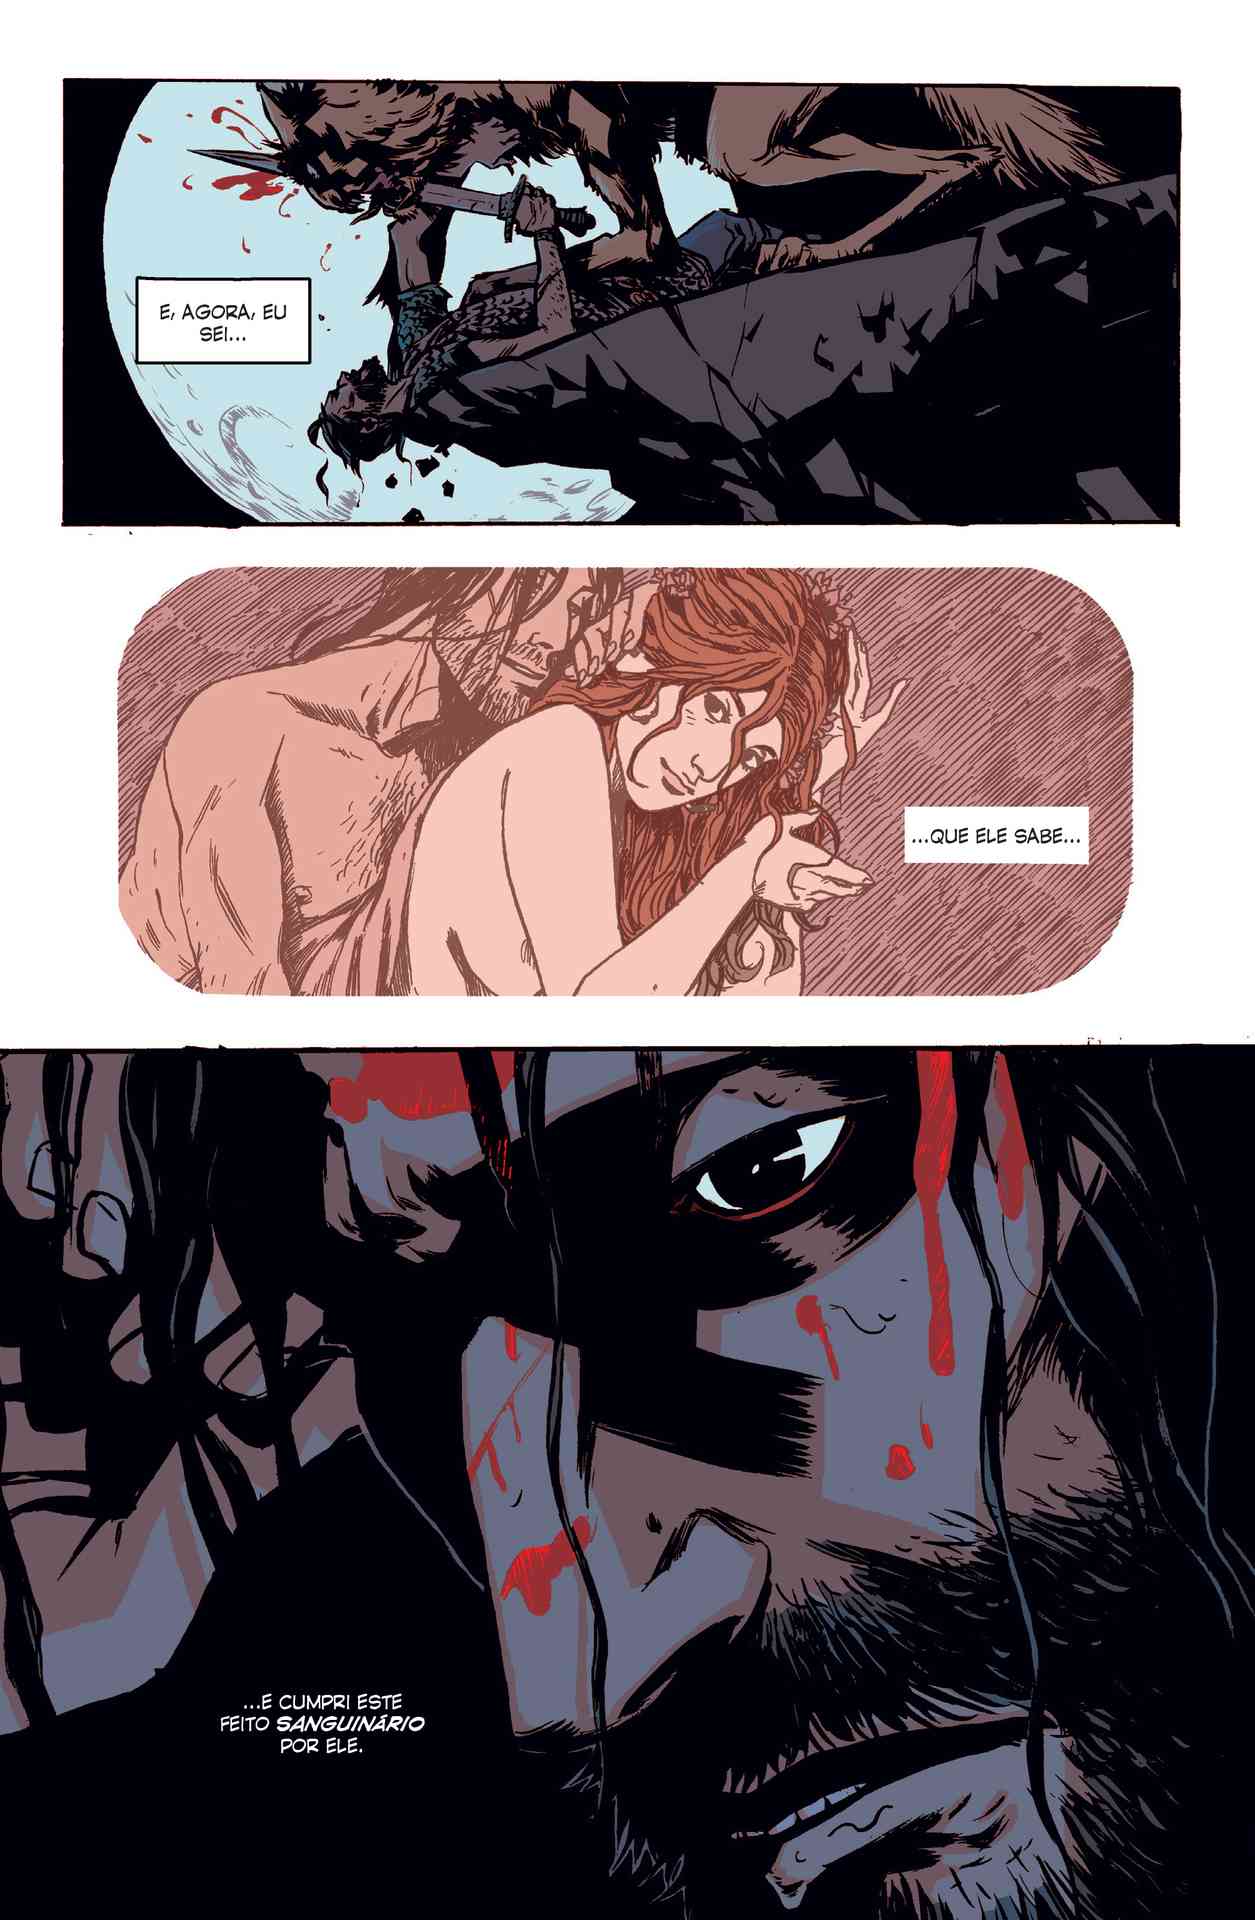 E, AGORA, EU
SEI...
...QUE ELE SABE...
...E CUMPRI ESTE
FEITO SANGUINÁRIO
POR ELE.